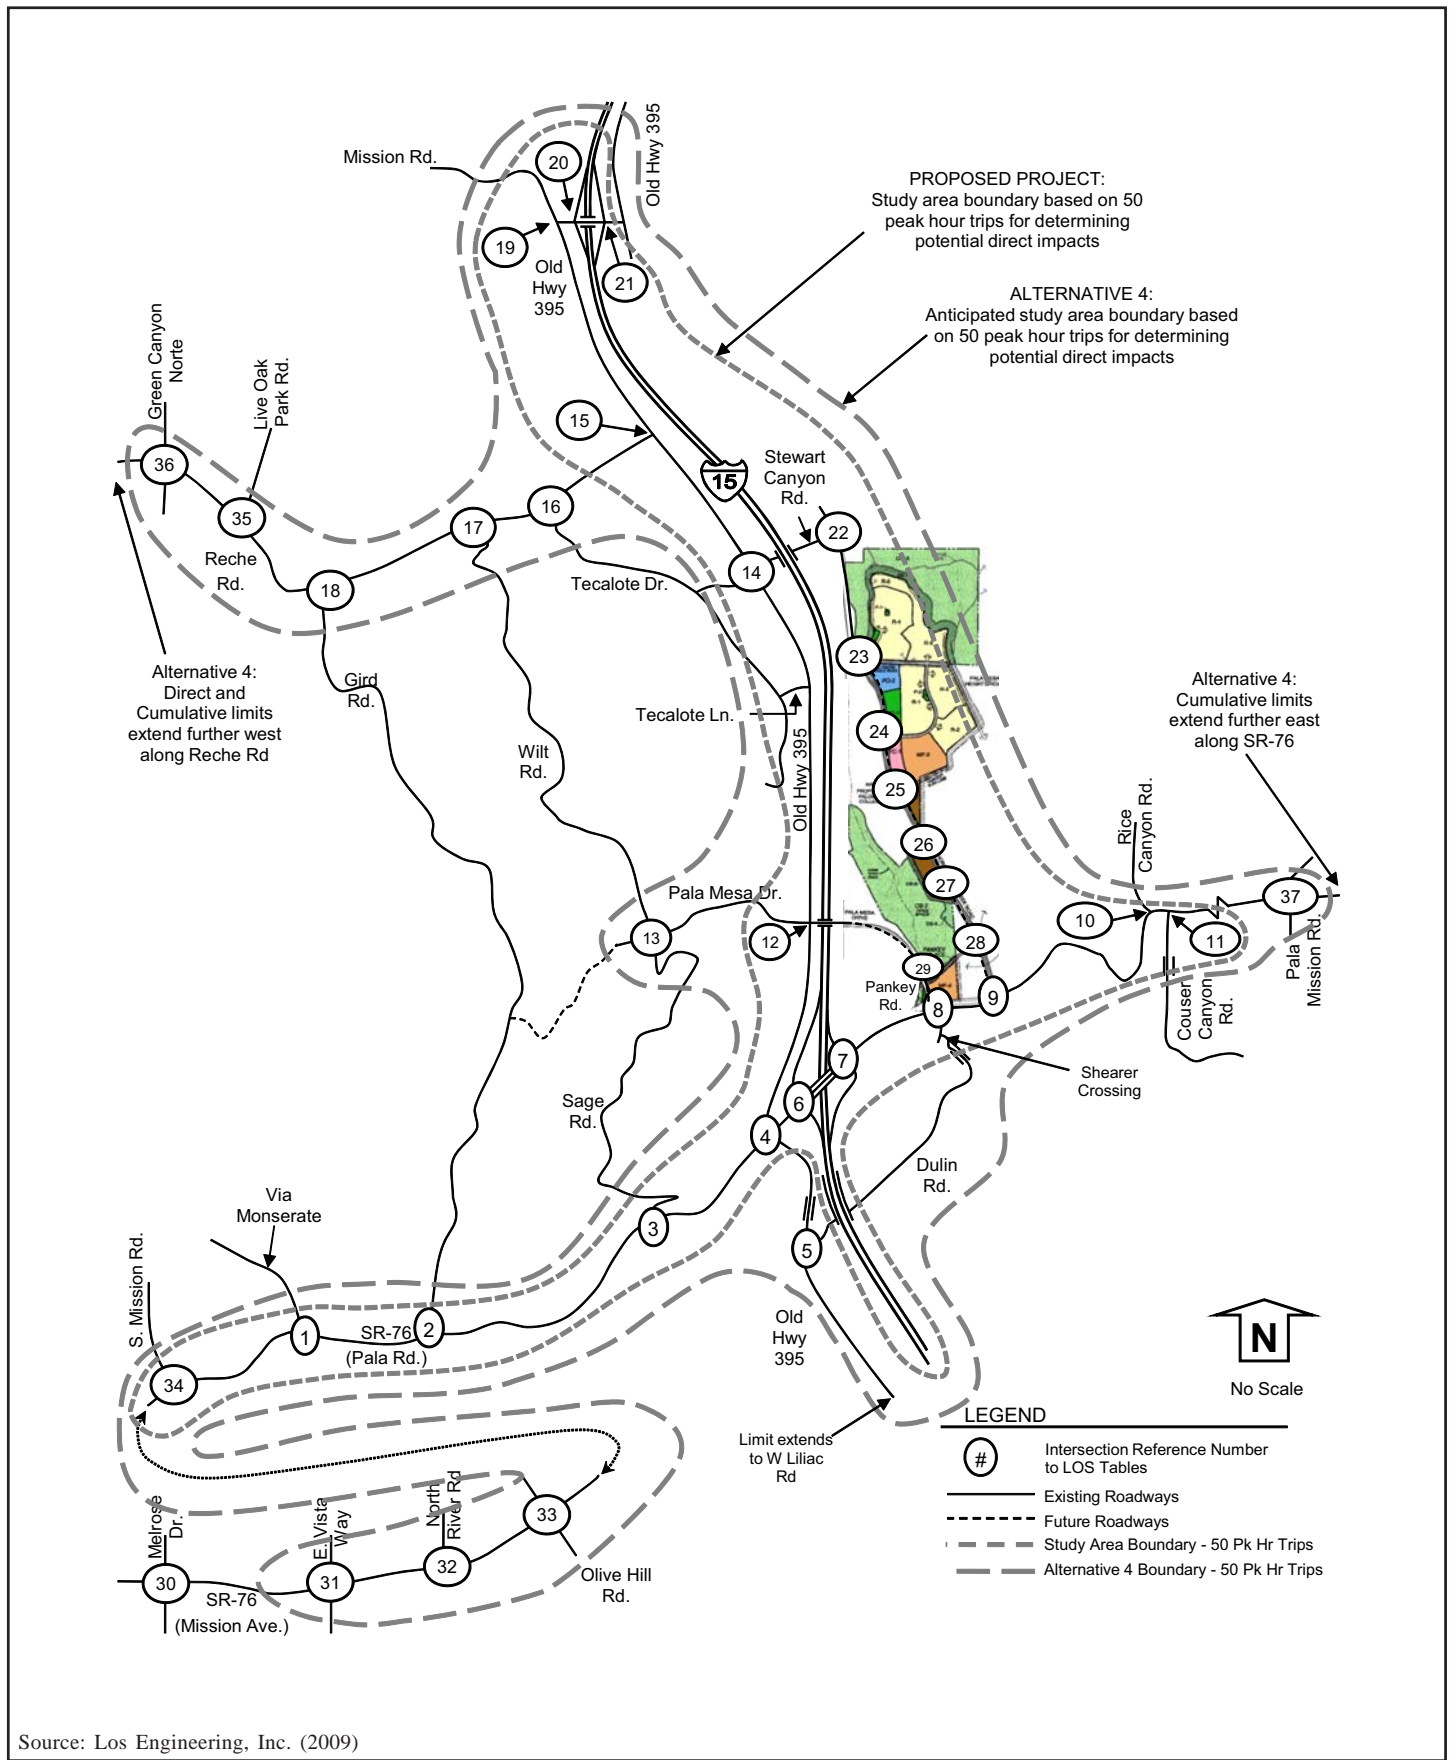 Mission Rd.
20
Old Hwy 395
PROPOSED PROJECT:
Study area boundary based on 50
peak hour trips for determining
potential direct impacts
19
Old
Hwy
395
21
ALTERNATIVE 4:
Anticipated study area boundary based
on 50 peak hour trips for determining
potential direct impacts
Green Canyon
Norte
Live Oak
Park Rd.
15
15
Stewart
Canyon
Rd.
36
35
17
16
22
Reche
Rd.
18
Tecalote Dr.
14
23
Alternative 4:
Direct and
Cumulative limits
extend further west
along Reche Rd
Gird
Rd.
Wilt
Rd.
Tecalote Ln.
Old Hwy 395
24
25
26
27
Alternative 4:
Cumulative limits
extend further east
along SR-76
Rice
Canyon Rd.
37
Pala Mesa Dr.
13
12
10
11
28
29
Pankey
Rd.
8
9
Pala
Mission Rd.
Couser
Canyon
Rd.
7
Shearer
Crossing
6
Sage
Rd.
4
Dulin
Rd.
Via
Monserate
3
5
S. Mission Rd.
1
SR-76
(Pala Rd.)
2
34
Old
Hwy
395
N
No Scale
Limit extends
to W Liliac
Rd
LEGEND
#
Intersection Reference Number
to LOS Tables
Existing Roadways
Future Roadways
Study Area Boundary - 50 Pk Hr Trips
Alternative 4 Boundary - 50 Pk Hr Trips
Melrose
Dr.
E. Vista
Way
North
River Rd
33
30
31
32
SR-76
(Mission Ave.)
Olive Hill
Rd.
Source: Los Engineering, Inc. (2009)